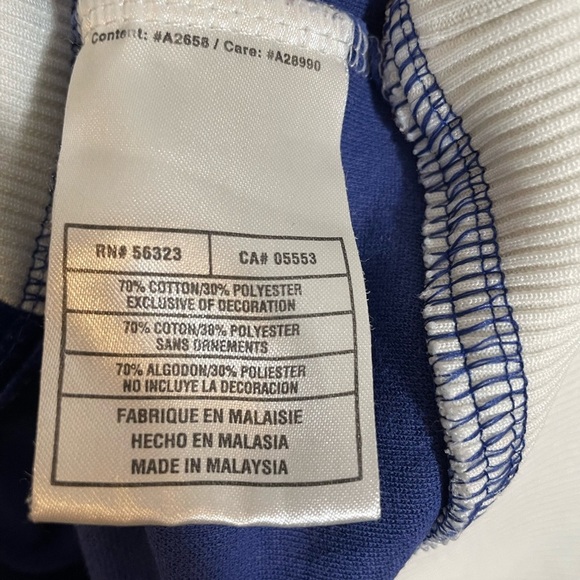 Content: #A2658 / Care: #A28990
RN# 56323 CA# 05553
70% COTTON/30% POLYESTER
EXCLUSIVE OF DECORATION
70% COTON/30% POLYESTER
SANS ORNEMENTS
70% ALGODON/30% POLIESTER
NO INCLUYE LA DECORACION
FABRIQUE EN MALAISIE
HECHO EN MALASIA
MADE IN MALAYSIA